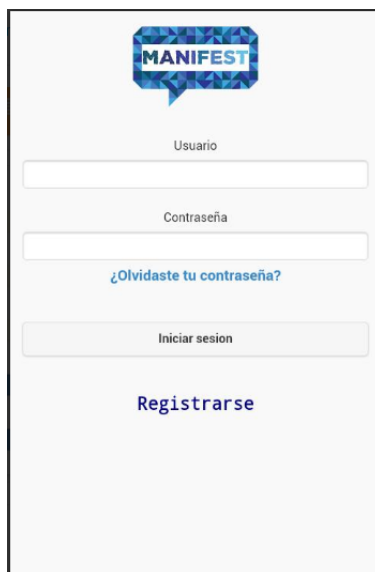 MANIFEST
Usuario
Contraseña
¿Olvidaste tu contraseña?
Iniciar sesion
Registrarse